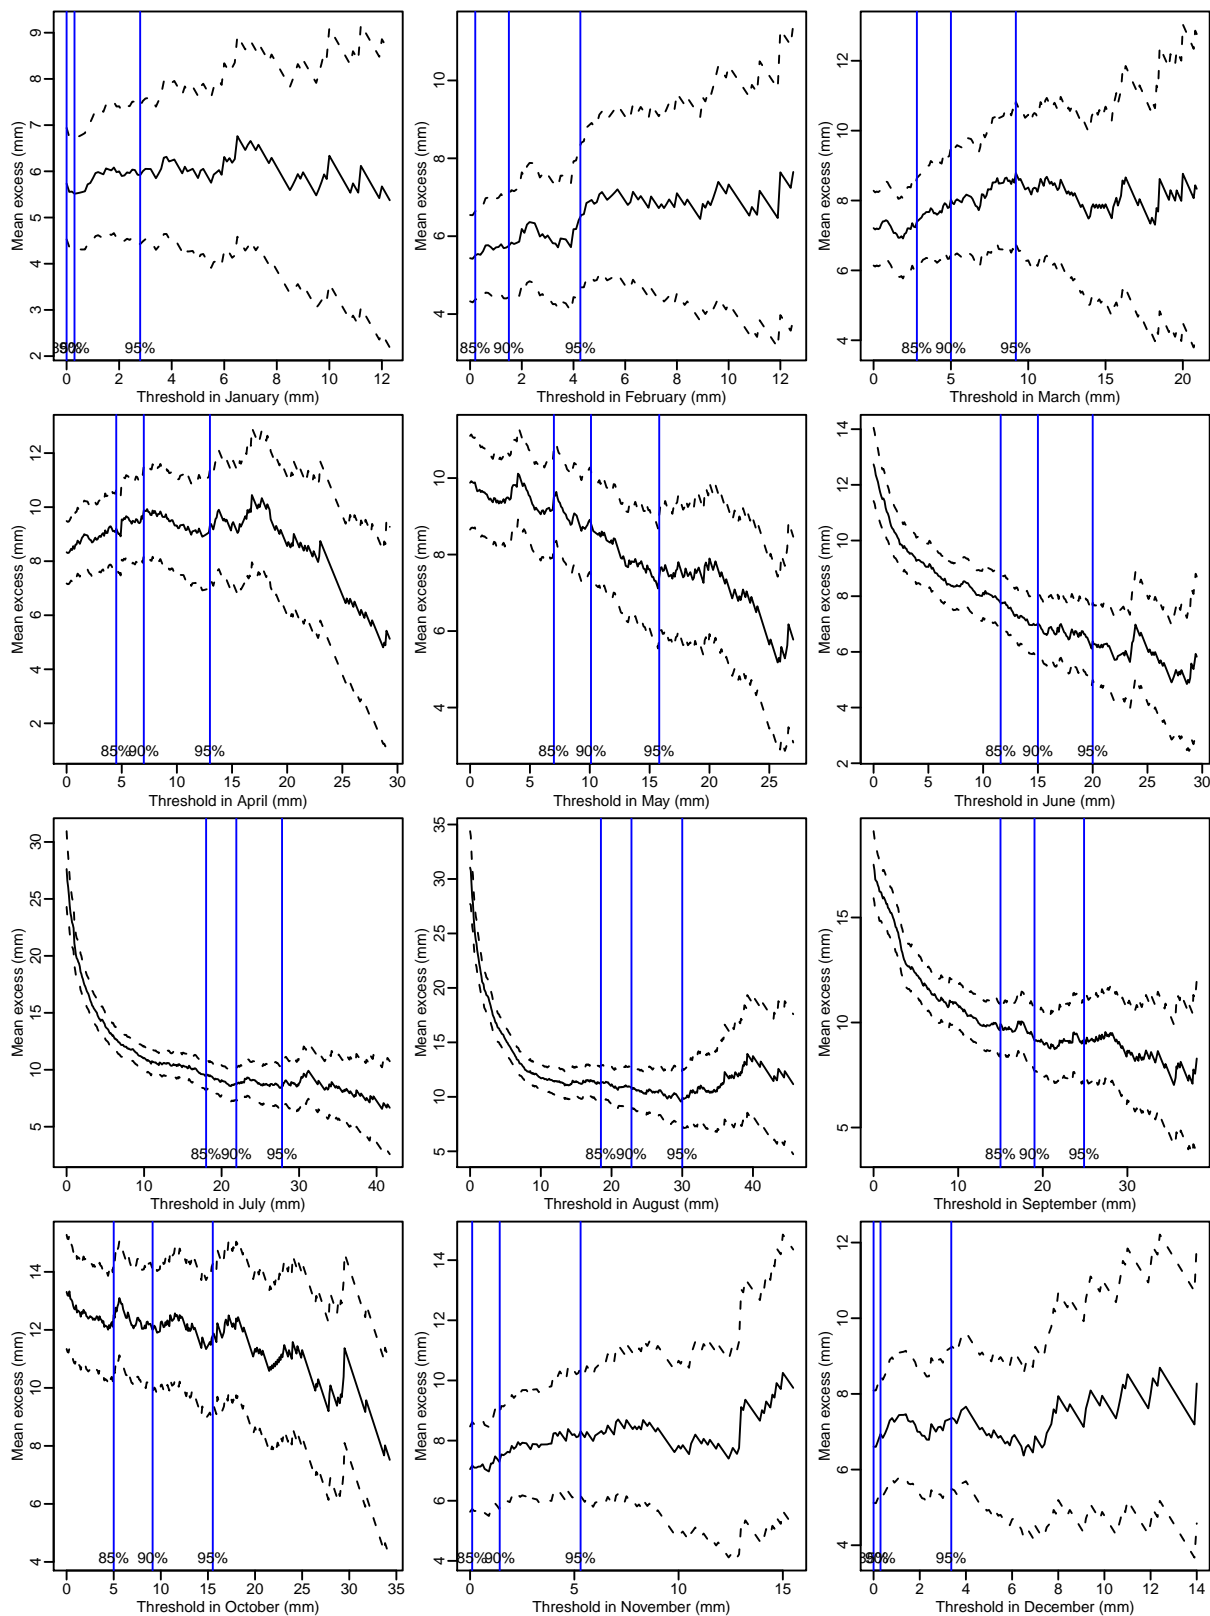 2 3 4 5 6 7 8 9
Mean excess (mm)
95%
0 2 4 6 8 10 12
Threshold in January (mm)
4 6 8 10
Mean excess (mm)
85% 90% 95%
0 2 4 6 8 10 12
Threshold in February (mm)
4 6 8 10 12
Mean excess (mm)
85% 90% 95%
0 5 10 15 20
Threshold in March (mm)
2 4 6 8 10 12
Mean excess (mm)
85% 90% 95%
0 5 10 15 20 25 30
Threshold in April (mm)
4 6 8 10
Mean excess (mm)
85% 90% 95%
0 5 10 15 20 25
Threshold in May (mm)
2 4 6 8 10 12 14
Mean excess (mm)
85% 90% 95%
0 5 10 15 20 25 30
Threshold in June (mm)
5 10 15 20 25 30
Mean excess (mm)
85% 90% 95%
0 10 20 30 40
Threshold in July (mm)
5 10 15 20 25 30 35
Mean excess (mm)
85% 90% 95%
0 10 20 30 40
Threshold in August (mm)
5 10 15
Mean excess (mm)
85% 90% 95%
0 10 20 30
Threshold in September (mm)
4 6 8 10 12 14
Mean excess (mm)
85% 90% 95%
0 5 10 15 20 25 30 35
Threshold in October (mm)
4 6 8 10 12 14
Mean excess (mm)
85% 90% 95%
0 5 10 15
Threshold in November (mm)
4 6 8 10 12
Mean excess (mm)
95%
0 2 4 6 8 10 12 14
Threshold in December (mm)